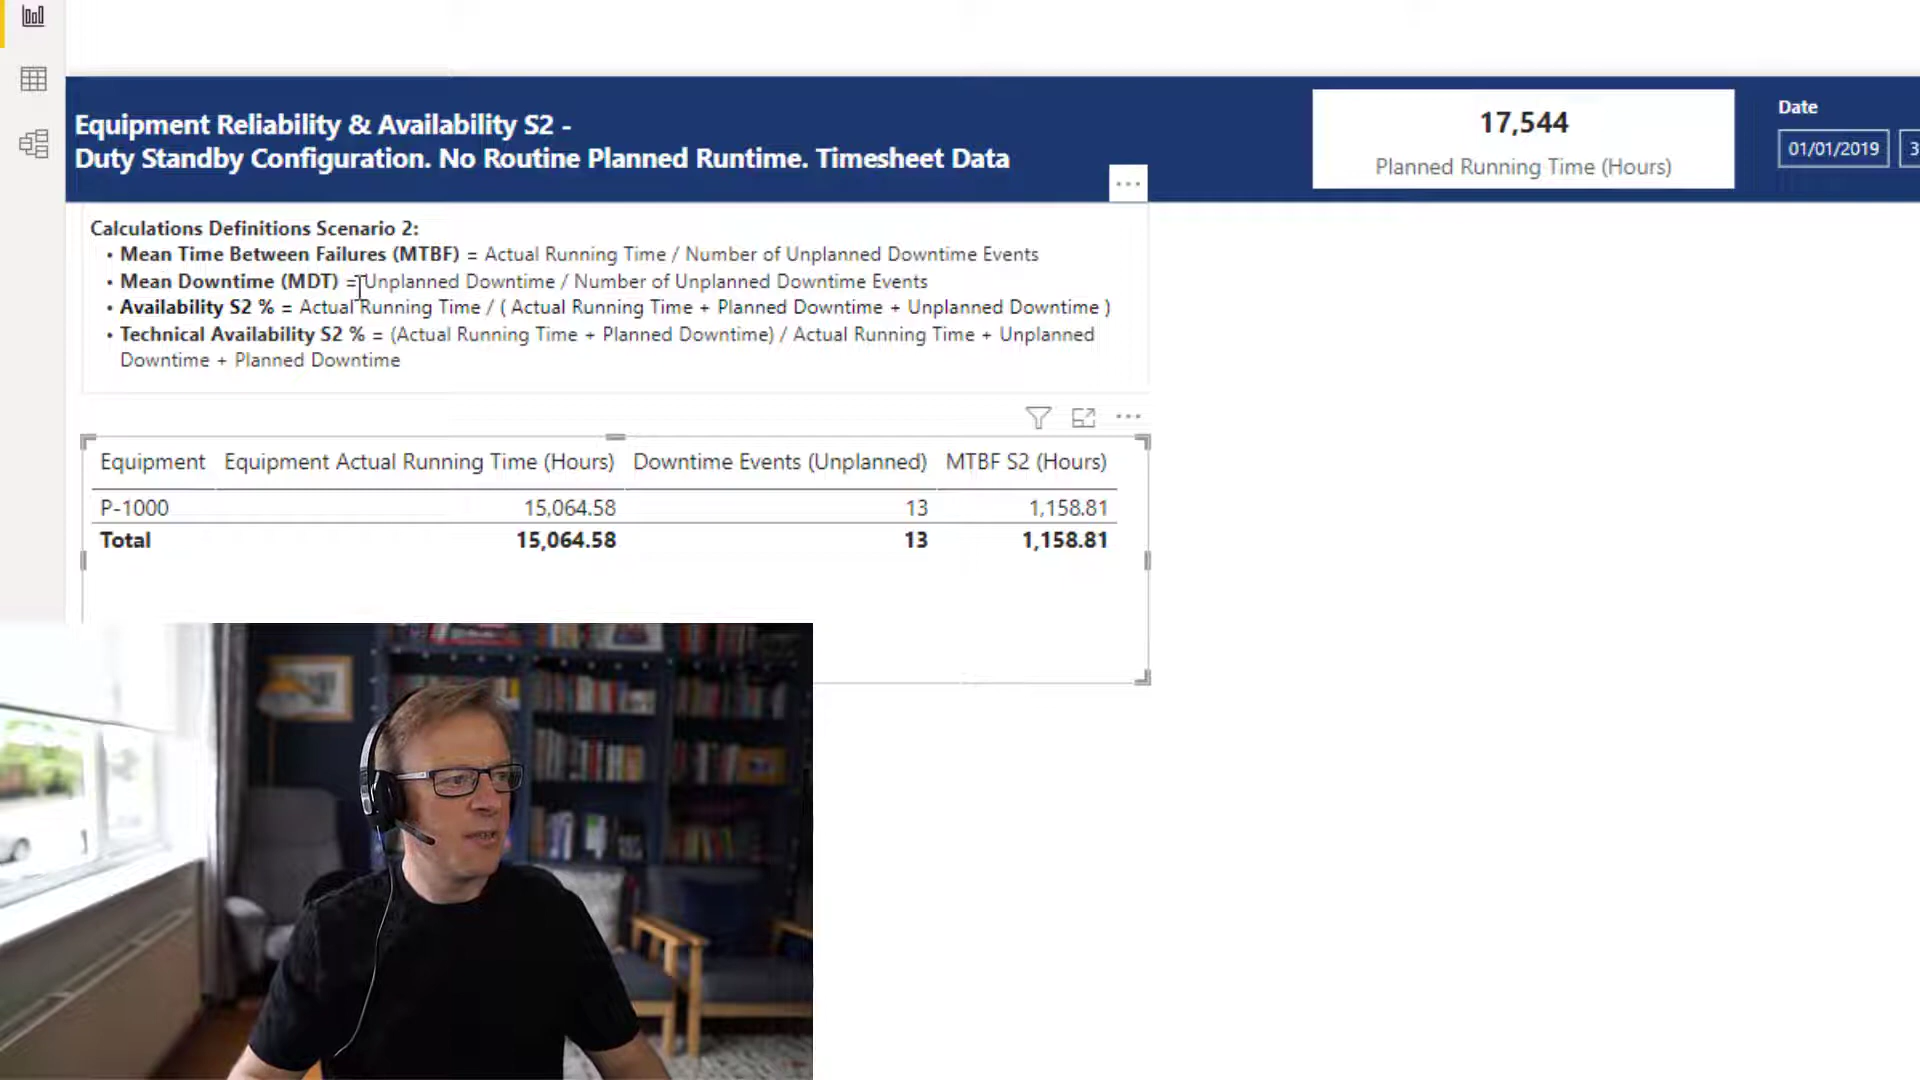 Equipment Reliability & Availability S2 -
Duty Standby Configuration. No Routine Planned Runtime. Timesheet Data
17,544
Planned Running Time (Hours)
Date
01/01/2019
3
Calculations Definitions Scenario 2:
• Mean Time Between Failures (MTBF) = Actual Running Time / Number of Unplanned Downtime Events
• Mean Downtime (MDT) = Unplanned Downtime / Number of Unplanned Downtime Events
• Availability S2 % = Actual Running Time / ( Actual Running Time + Planned Downtime + Unplanned Downtime )
• Technical Availability S2 % = (Actual Running Time + Planned Downtime) / Actual Running Time + Unplanned
Downtime + Planned Downtime
Equipment Equipment Actual Running Time (Hours) Downtime Events (Unplanned) MTBF S2 (Hours)
P-1000 15,064.58 13 1,158.81
Total 15,064.58 13 1,158.81